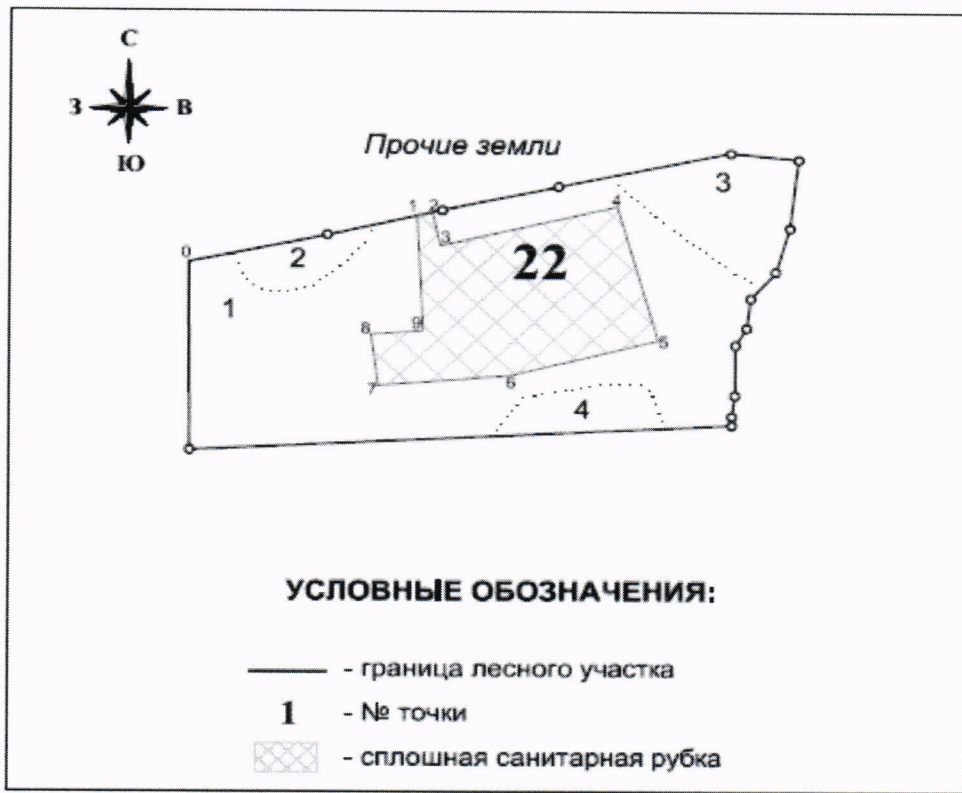 С
З В
Ю
Прочие земли
3
1 2 4
0
3
2
22
1
8 9
5
7 6
4
УСЛОВНЫЕ ОБОЗНАЧЕНИЯ:
- граница лесного участка
1 - № точки
- сплошная санитарная рубка